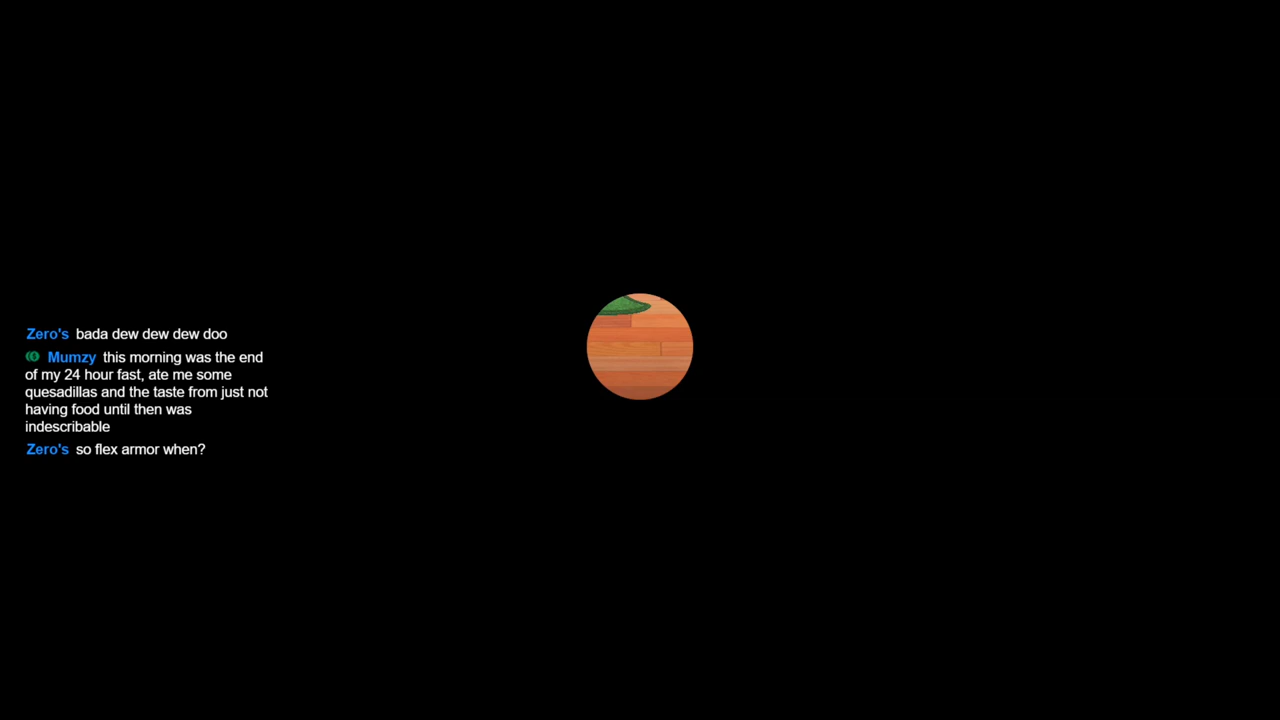 Zero's bada dew dew dew doo
Mumzy this morning was the end
of my 24 hour fast, ate me some
quesadillas and the taste from just not
having food until then was
indescribable
Zero's so flex armor when?